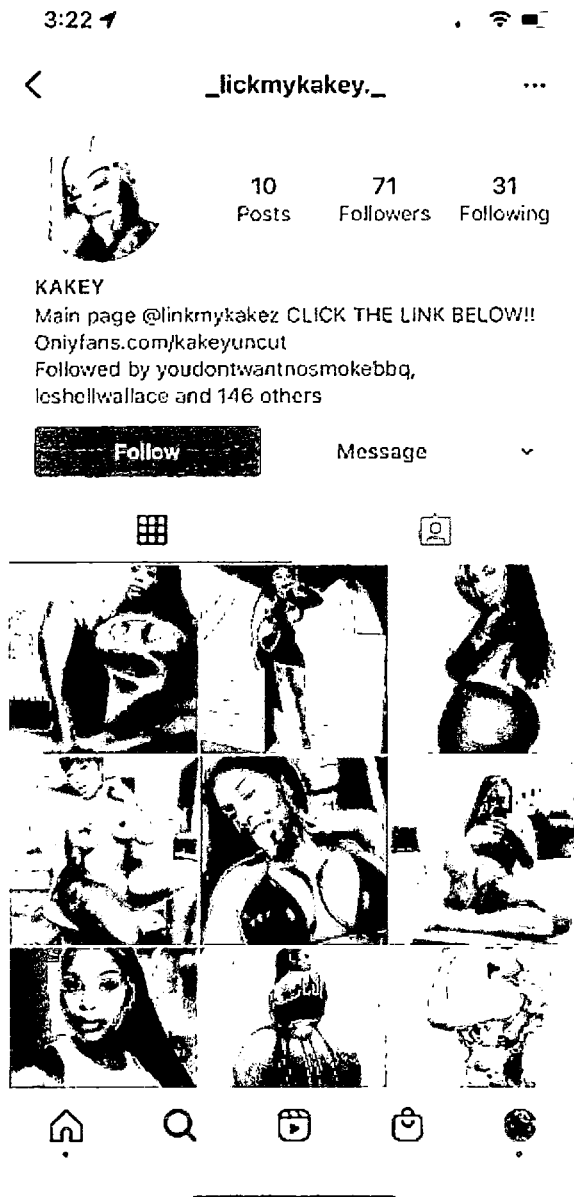 3:22
_lickmykakey._
10 71 31
Posts Followers Following
KAKEY
Main page @linkmykakez CLICK THE LINK BELOW!!
Onlyfans.com/kakeyuncut
Followed by youdontwantnosmokebbq,
leshellwallace and 146 others
Follow Message